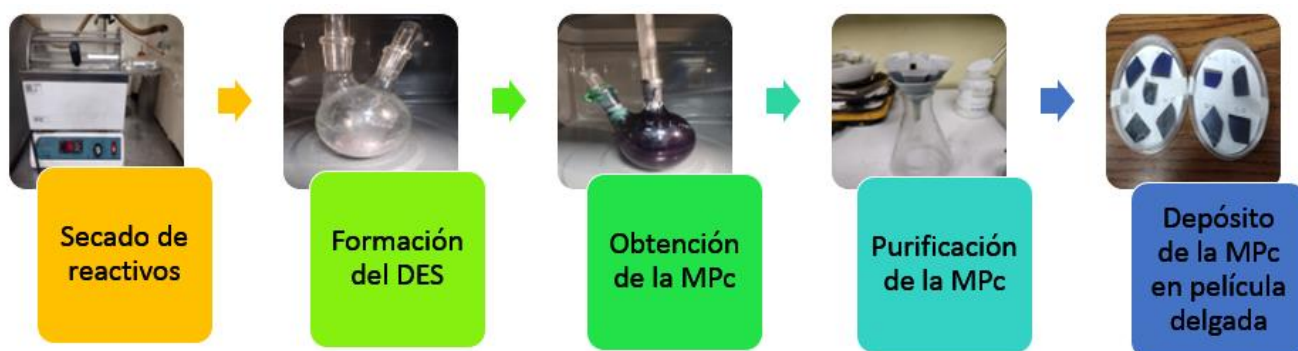 Secado de
reactivos
Formación
del DES
Obtención
de la MPc
Purificación
de la MPc
Depósito
de la MPc
en película
delgada